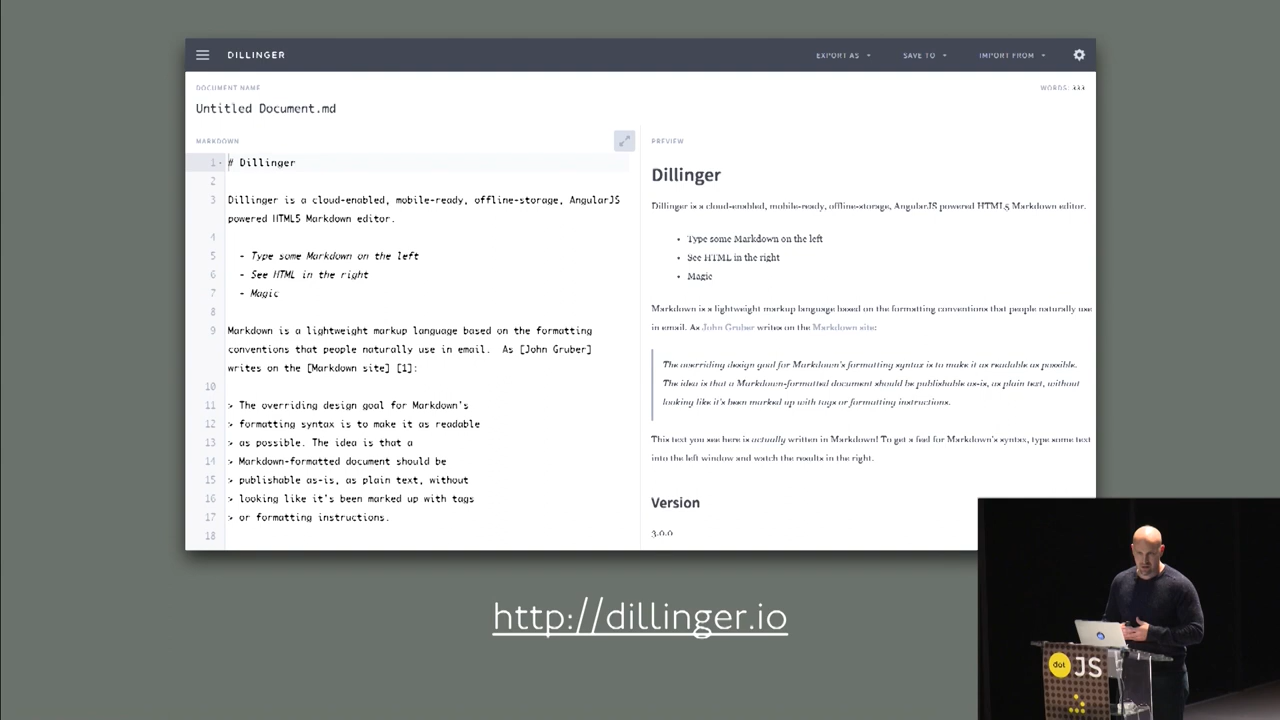 DILLINGER
EXPORT AS
SAVE TO
IMPORT FROM
DOCUMENT NAME
WORDS: 333
Untitled Document.md
MARKDOWN
PREVIEW
1
# Dillinger
2
3
Dillinger is a cloud-enabled, mobile-ready, offline-storage, AngularJS
powered HTML5 Markdown editor.
4
5
- Type some Markdown on the left
6
- See HTML in the right
7
- Magic
8
9
Markdown is a lightweight markup language based on the formatting
conventions that people naturally use in email.  As [John Gruber]
writes on the [Markdown site] [1]:
10
11
> The overriding design goal for Markdown's
12
> formatting syntax is to make it as readable
13
> as possible. The idea is that a
14
> Markdown-formatted document should be
15
> publishable as-is, as plain text, without
16
> looking like it's been marked up with tags
17
> or formatting instructions.
18
Dillinger
Dillinger is a cloud-enabled, mobile-ready, offline-storage, AngularJS powered HTML5 Markdown editor.
• Type some Markdown on the left
• See HTML in the right
• Magic
Markdown is a lightweight markup language based on the formatting conventions that people naturally use
in email. As John Gruber writes on the Markdown site:
The overriding design goal for Markdown's formatting syntax is to make it as readable as possible.
The idea is that a Markdown-formatted document should be publishable as-is, as plain text, without
looking like it's been marked up with tags or formatting instructions.
This text you see here is actually written in Markdown! To get a feel for Markdown's syntax, type some text
into the left window and watch the results in the right.
Version
3.0.0
http://dillinger.io
dot JS